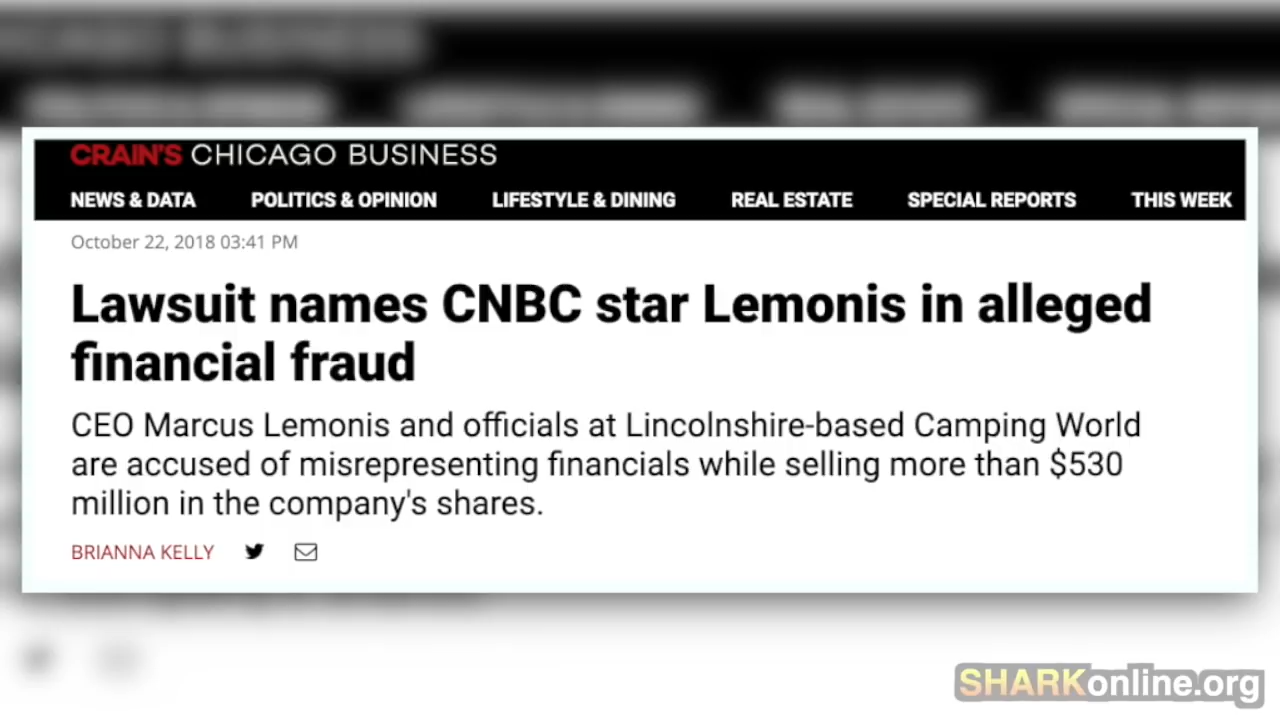 CRAIN'S CHICAGO BUSINESS
NEWS & DATA POLITICS & OPINION LIFESTYLE & DINING REAL ESTATE SPECIAL REPORTS THIS WEEK
October 22, 2018 03:41 PM
Lawsuit names CNBC star Lemonis in alleged
financial fraud
CEO Marcus Lemonis and officials at Lincolnshire-based Camping World
are accused of misrepresenting financials while selling more than $530
million in the company's shares.
BRIANNA KELLY
SHARKonline.org